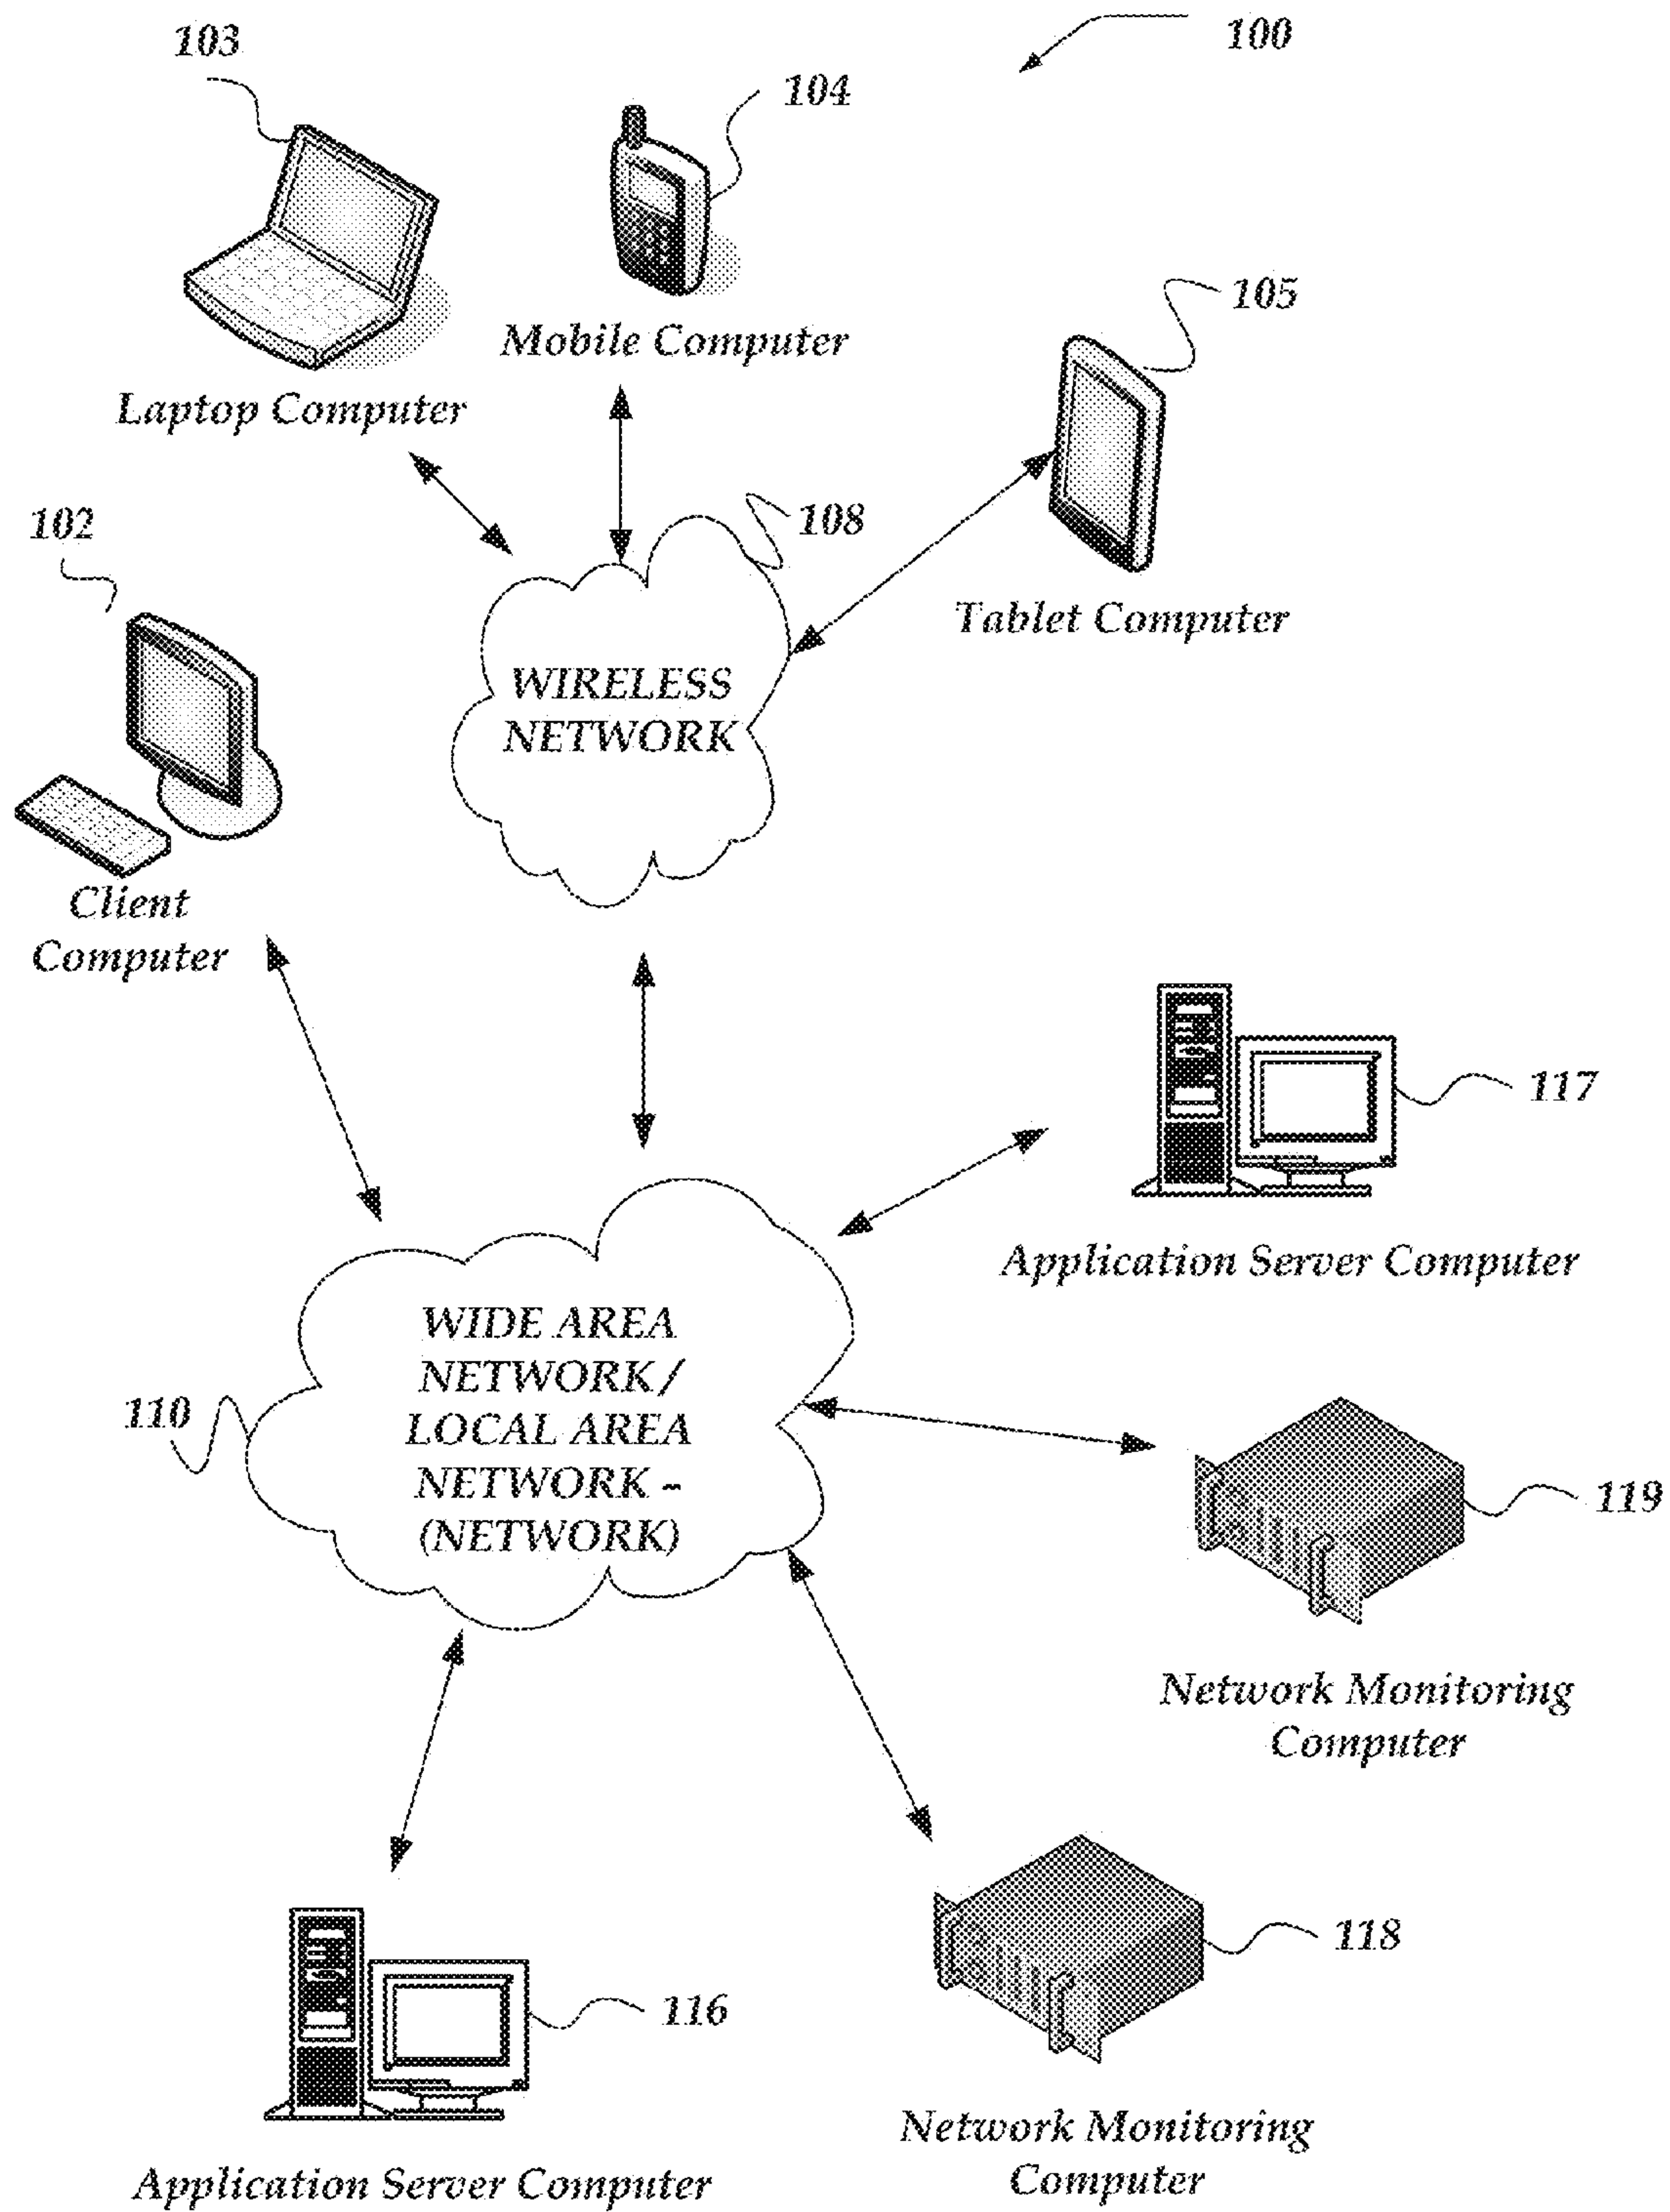 103
100
104
105
Mobile Computer
Laptop Computer
108
102
Tablet Computer
WIRELESS
NETWORK
Client
Computer
117
Application Server Computer
WIDE AREA
NETWORK /
LOCAL AREA
NETWORK -
(NETWORK)
110
119
Network Monitoring
Computer
118
116
Network Monitoring
Computer
Application Server Computer